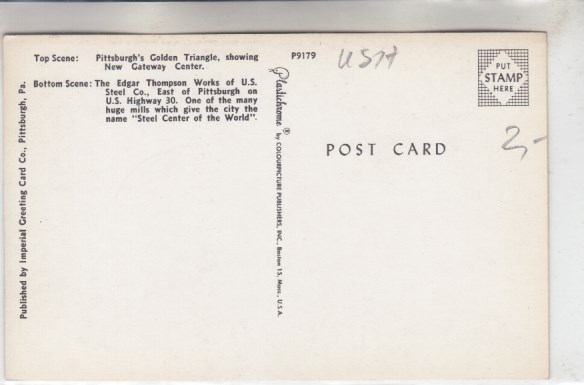 Top Scene: Pittsburgh's Golden Triangle, showing
New Gateway Center.
Bottom Scene: The Edgar Thompson Works of U.S.
Steel Co., East of Pittsburgh on
U.S. Highway 30. One of the many
huge mills which give the city the
name "Steel Center of the World".
Published by Imperial Greeting Card Co., Pittsburgh, Pa.
Plastichrome ® by COLOURPICTURE PUBLISHERS, INC., Boston 15, Mass., U.S.A.
P9179
USA
PUT
STAMP
HERE
POST CARD
2,-